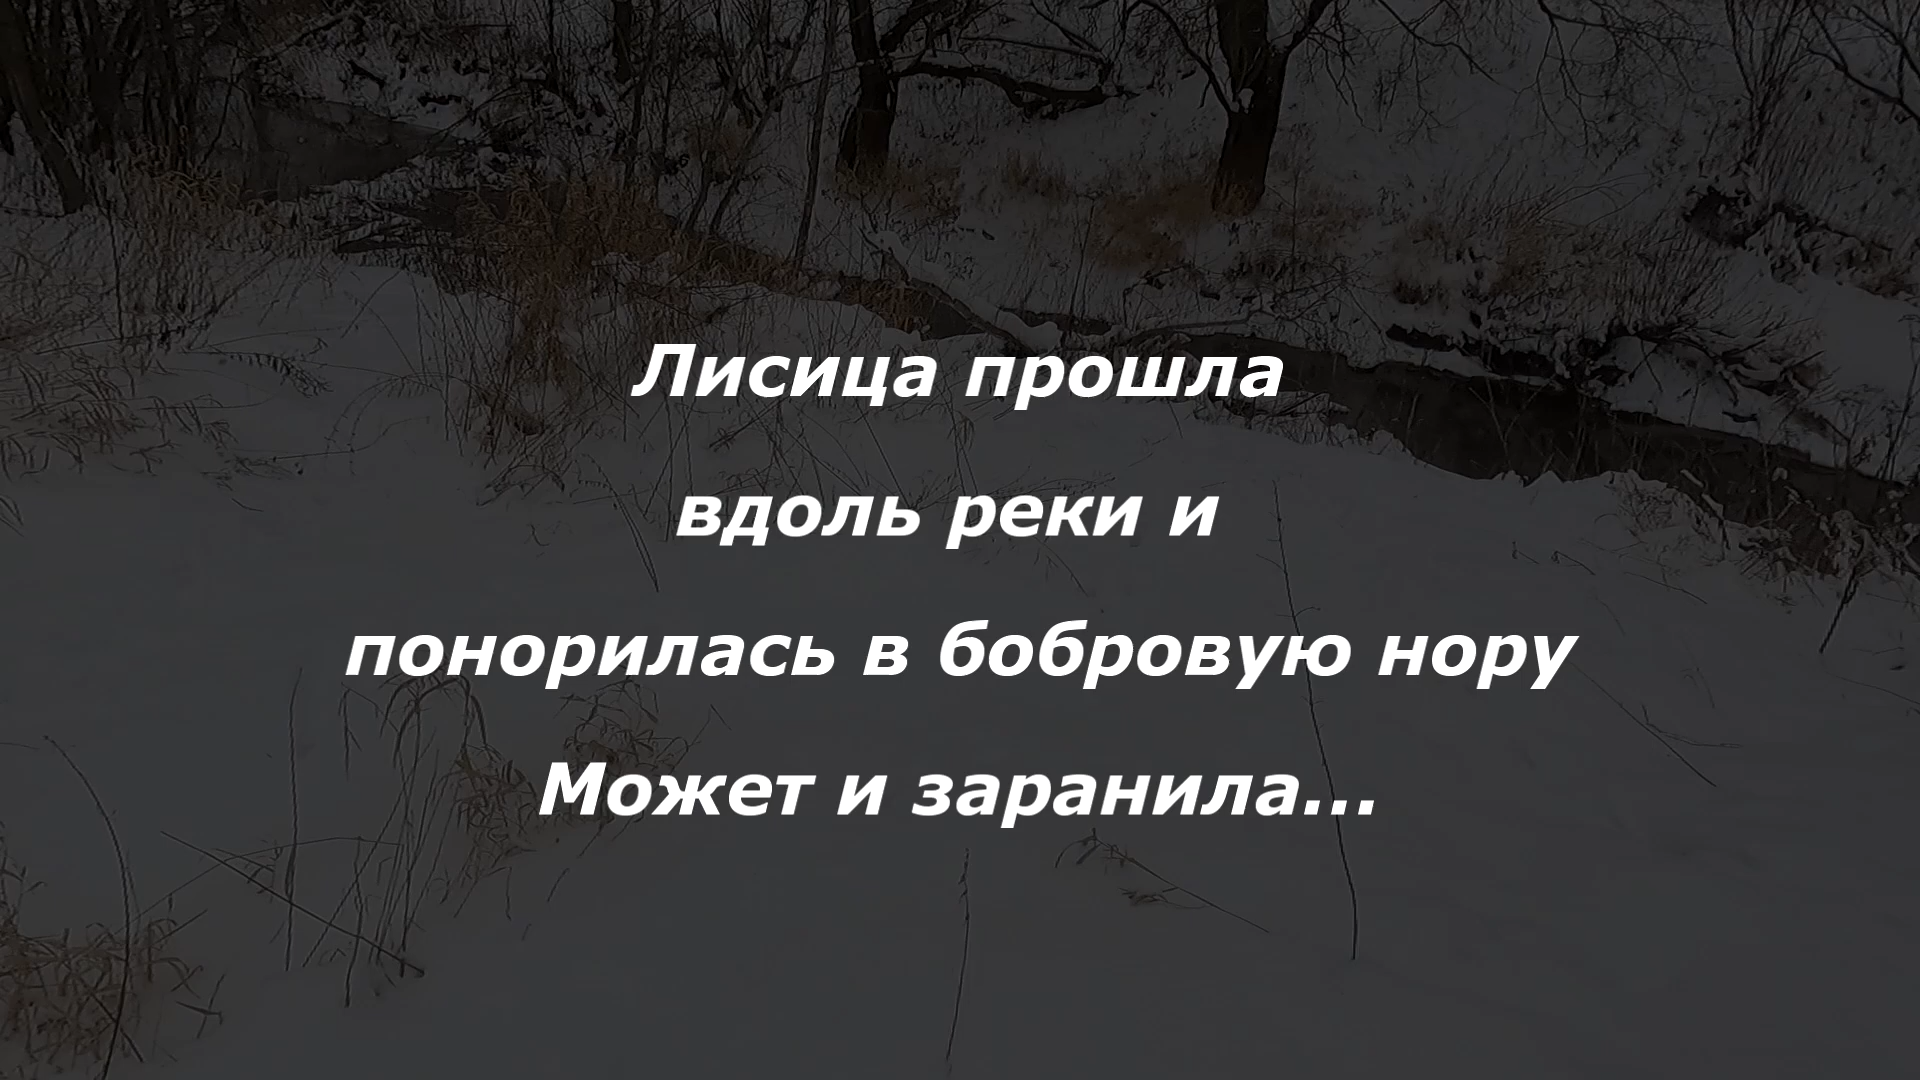 Лисица прошла
вдоль реки и
понорилась в бобровую нору
Может и заранила...